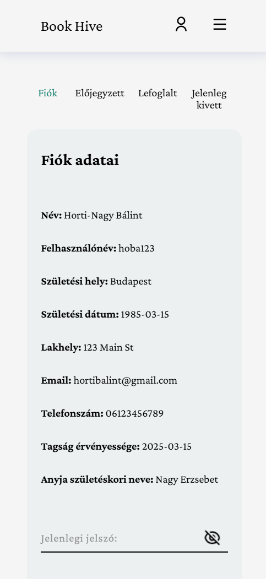 Book Hive
Fiók Előjegyzett Lefoglalt Jelenleg
kivett
Fiók adatai
Név: Horti-Nagy Bálint
Felhasználónév: hoba123
Születési hely: Budapest
Születési dátum: 1985-03-15
Lakhely: 123 Main St
Email: hortibalint@gmail.com
Telefonszám: 06123456789
Tagság érvényessége: 2025-03-15
Anyja születéskori neve: Nagy Erzsebet
Jelenlegi jelszó: